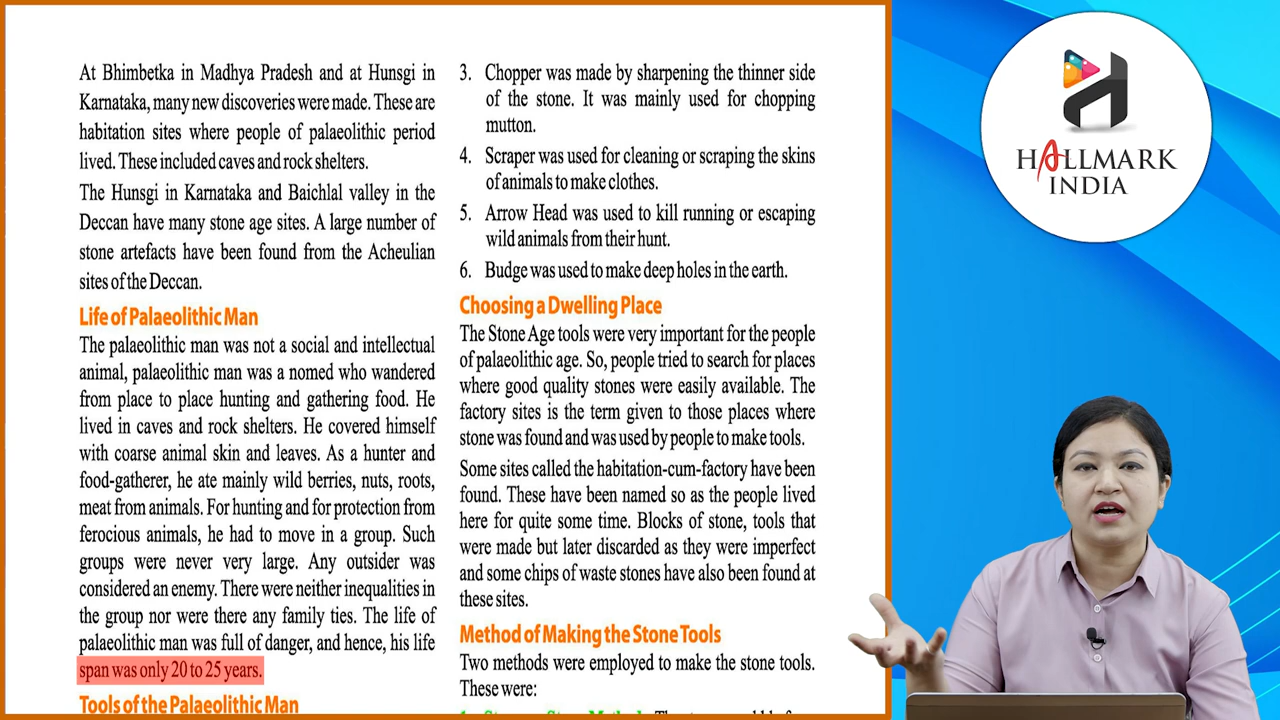 At Bhimbetka in Madhya Pradesh and at Hunsgi in
Karnataka, many new discoveries were made. These are
habitation sites where people of palaeolithic period
lived. These included caves and rock shelters.
The Hunsgi in Karnataka and Baichlal valley in the
Deccan have many stone age sites. A large number of
stone artefacts have been found from the Acheulian
sites of the Deccan.
Life of Palaeolithic Man
The palaeolithic man was not a social and intellectual
animal, palaeolithic man was a nomed who wandered
from place to place hunting and gathering food. He
lived in caves and rock shelters. He covered himself
with coarse animal skin and leaves. As a hunter and
food-gatherer, he ate mainly wild berries, nuts, roots,
meat from animals. For hunting and for protection from
ferocious animals, he had to move in a group. Such
groups were never very large. Any outsider was
considered an enemy. There were neither inequalities in
the group nor were there any family ties. The life of
palaeolithic man was full of danger, and hence, his life
span was only 20 to 25 years.
Tools of the Palaeolithic Man
3. Chopper was made by sharpening the thinner side
of the stone. It was mainly used for chopping
mutton.
4. Scraper was used for cleaning or scraping the skins
of animals to make clothes.
5. Arrow Head was used to kill running or escaping
wild animals from their hunt.
6. Budge was used to make deep holes in the earth.
Choosing a Dwelling Place
The Stone Age tools were very important for the people
of palaeolithic age. So, people tried to search for places
where good quality stones were easily available. The
factory sites is the term given to those places where
stone was found and was used by people to make tools.
Some sites called the habitation-cum-factory have been
found. These have been named so as the people lived
here for quite some time. Blocks of stone, tools that
were made but later discarded as they were imperfect
and some chips of waste stones have also been found at
these sites.
Method of Making the Stone Tools
Two methods were employed to make the stone tools.
These were:
HALLMARK
INDIA